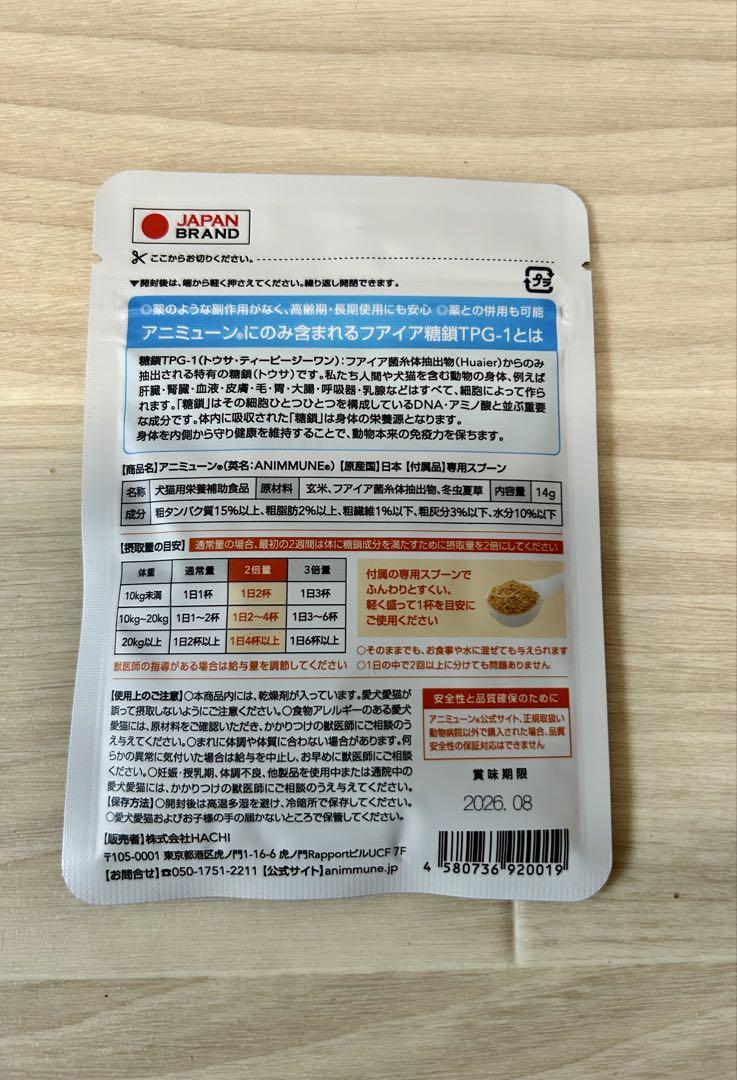 JAPAN
BRAND
ここからお切りください。
▼開封後は、端から軽く押さえてください。繰り返し開閉できます。
プラ
◎薬のような副作用がなく、高齢期・長期使用にも安心 ◎薬との併用も可能
アニミューン®にのみ含まれるフアイア糖鎖TPG-1とは
糖鎖TPG-1(トウサ・ティーピージーワン):フアイア菌糸体抽出物(Huaier)からのみ
抽出される特有の糖鎖(トウサ)です。私たち人間や犬猫を含む動物の身体、例えば
肝臓・腎臓・血液・皮膚・毛・胃・大腸・呼吸器・乳腺などはすべて、細胞によって作ら
れます。「糖鎖」はその細胞ひとつひとつを構成しているDNA・アミノ酸と並ぶ重要
な成分です。体内に吸収された「糖鎖」は身体の栄養源となります。
身体を内側から守り健康を維持することで、動物本来の免疫力を保ちます。
【商品名】アニミューン®(英名:ANIMMUNE®)【原産国】日本【付属品】専用スプーン
名称 犬猫用栄養補助食品 原材料 玄米、フアイア菌糸体抽出物、冬虫夏草 内容量 14g
成分 粗タンパク質15%以上、粗脂肪2%以上、粗繊維1%以下、粗灰分3%以下、水分10%以下
【摂取量の目安】 通常量の場合、最初の2週間は体に糖鎖成分を満たすために摂取量を2倍にしてください
体重 通常量 2倍量 3倍量
10kg未満 1日1杯 1日2杯 1日3杯
10kg~20kg 1日1~2杯 1日2~4杯 1日3~6杯
20kg以上 1日2杯以上 1日4杯以上 1日6杯以上
獣医師の指導がある場合は給与量を調節してください
付属の専用スプーンで
ふんわりとすくい、
軽く盛って1杯を目安に
ご使用ください
○そのままでも、お食事や水に混ぜても与えられます
○1日の中で2回以上に分けても問題ありません
【使用上のご注意】○本商品内には、乾燥剤が入っています。愛犬愛猫が
誤って摂取しないようにご注意ください。○食物アレルギーのある愛犬
愛猫には、原材料をご確認いただき、かかりつけの獣医師にご相談のう
え与えてください。○まれに体調や体質に合わない場合があります。何
らかの異常に気付いた場合は給与を中止し、お早めに獣医師にご相談
ください。○妊娠・授乳期、体調不良、他製品を使用中または通院中の
愛犬愛猫には、かかりつけの獣医師にご相談のうえ与えてください。
【保存方法】○開封後は高温多湿を避け、冷暗所で保存してください。
○愛犬愛猫およびお子様の手の届かないところで保管してください。
【販売者】株式会社HACHI
〒105-0001 東京都港区虎ノ門1-16-6 虎ノ門RapportビルUCF 7F
【お問合せ】☎050-1751-2211【公式サイト】animmune.jp
安全性と品質確保のために
アニミューン®公式サイト、正規取扱い
動物病院以外で購入された場合、品質
安全性の保証対応はできません
賞味期限
2026.08
4 580736 920019